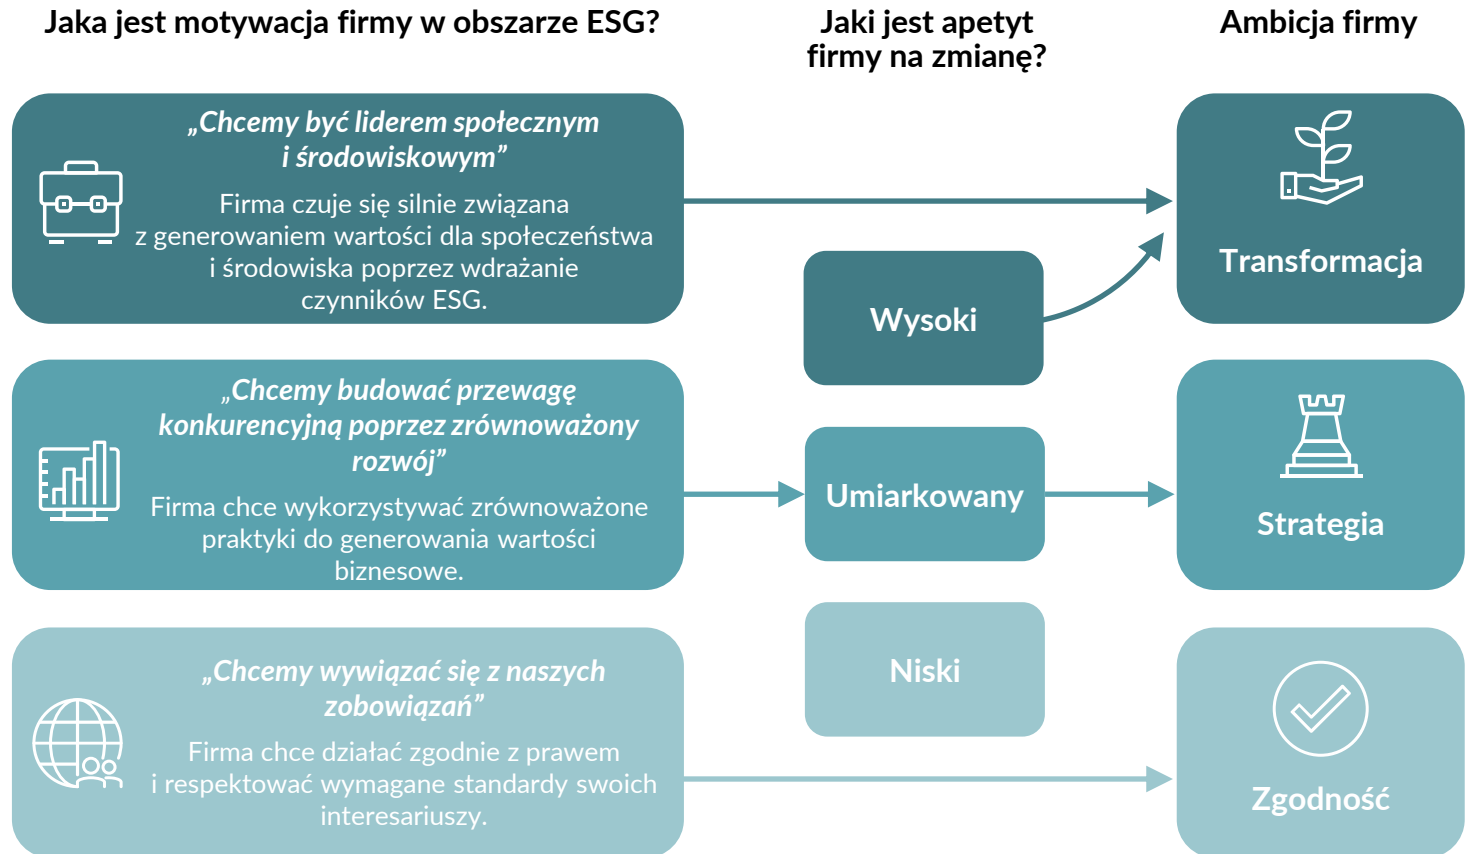 Jaka jest motywacja firmy w obszarze ESG?
Jaki jest apetyt
firmy na zmianę?
Ambicja firmy
„Chcemy być liderem społecznym
i środowiskowym”
Firma czuje się silnie związana
z generowaniem wartości dla społeczeństwa
i środowiska poprzez wdrażanie
czynników ESG.
Wysoki
Transformacja
„Chcemy budować przewagę
konkurencyjną poprzez zrównoważony
rozwój”
Firma chce wykorzystywać zrównoważone
praktyki do generowania wartości
biznesowe.
Umiarkowany
Strategia
„Chcemy wywiązać się z naszych
zobowiązań”
Firma chce działać zgodnie z prawem
i respektować wymagane standardy swoich
interesariuszy.
Niski
Zgodność